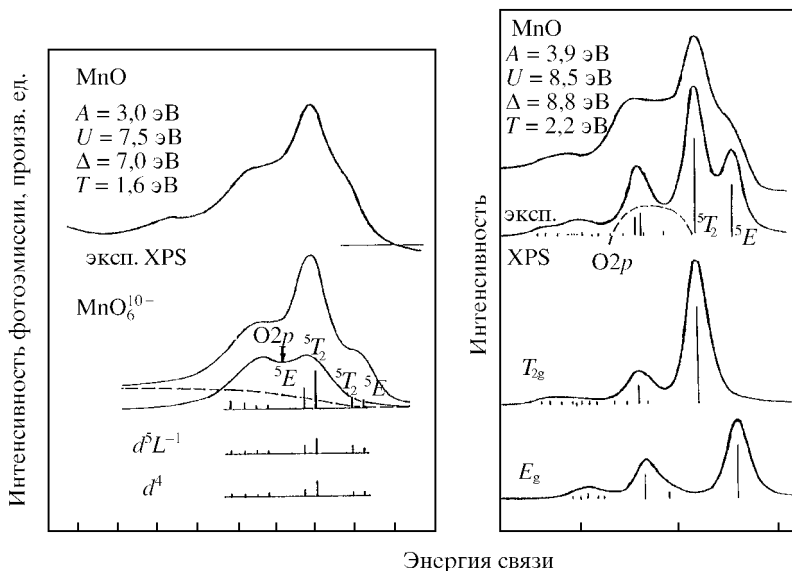 Интенсивность фотоэмиссии, произв. ед.
MnO
A = 3,0 эВ
U = 7,5 эВ
Δ = 7,0 эВ
T = 1,6 эВ
эксп. XPS
MnO₆¹⁰⁻
O2p
⁵T₂
⁵E
⁵T₂
⁵E
d⁵L⁻¹
d⁴
Интенсивность
MnO
A = 3,9 эВ
U = 8,5 эВ
Δ = 8,8 эВ
T = 2,2 эВ
эксп.
⁵T₂
⁵E
XPS
O2p
T₂g
Eg
Энергия связи